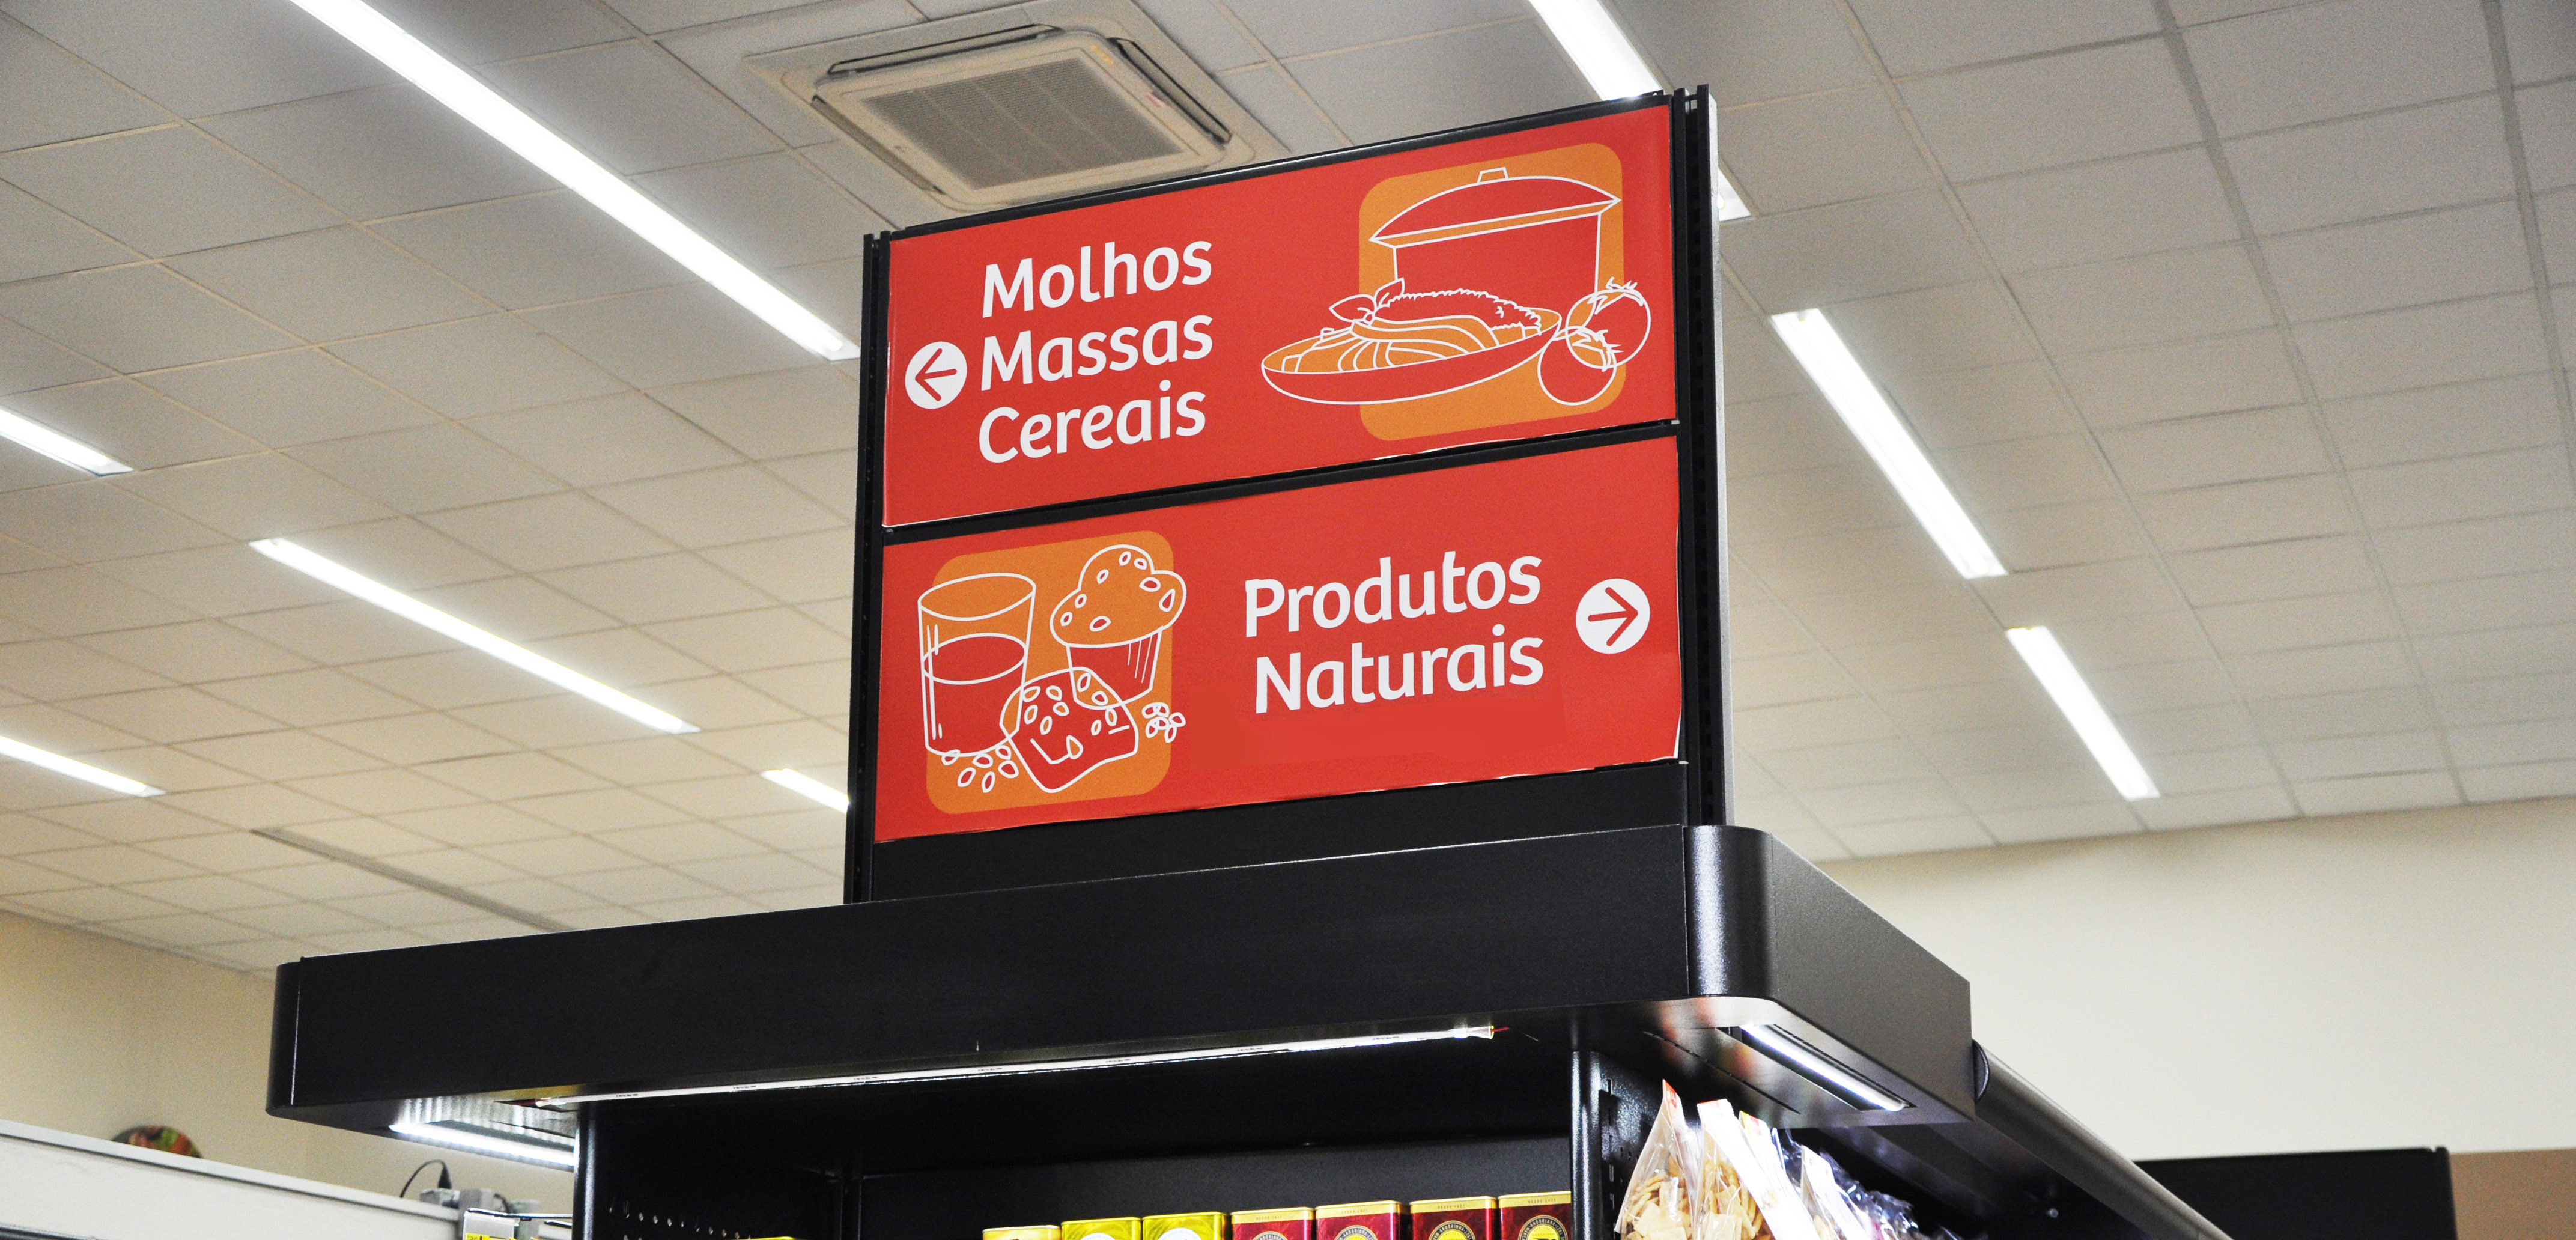 Molhos
Massas
Cereais
Produtos
Naturais